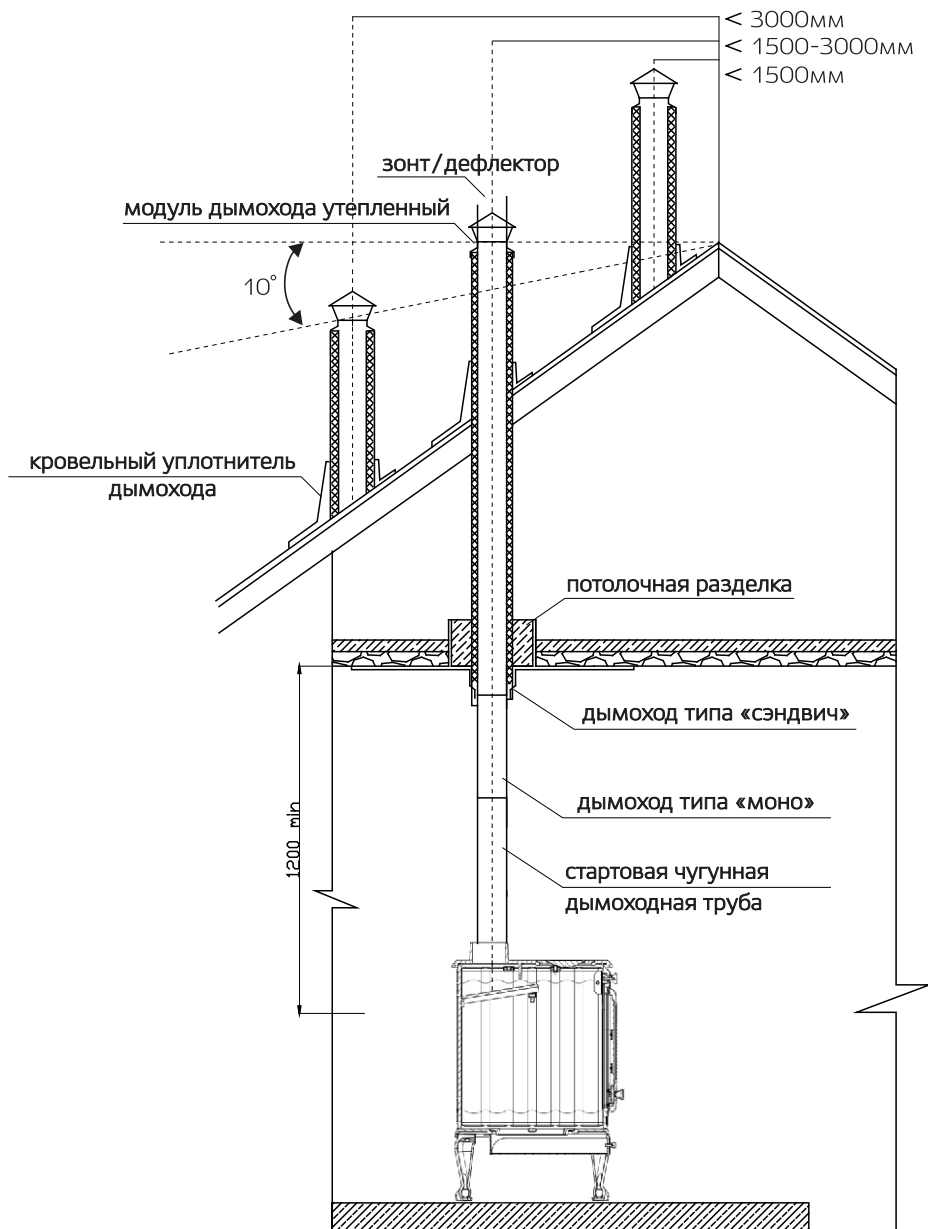 < 3000мм
< 1500-3000мм
< 1500мм
зонт/дефлектор
модуль дымохода утепленный
10°
кровельный уплотнитель
дымохода
потолочная разделка
дымоход типа «сэндвич»
дымоход типа «моно»
1200 min
стартовая чугунная
дымоходная труба